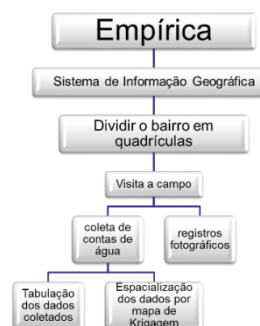 Empírica
Sistema de Informação Geográfica
Dividir o bairro em
quadrículas
Visita a campo
coleta de
contas de
água
registros
fotográficos
Tabulação
dos dados
coletados
Espacialização
dos dados por
mapa de
Krigagem